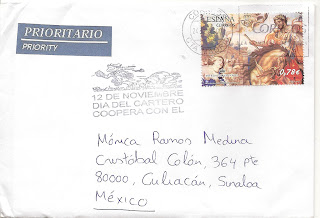 PRIORITARIO
PRIORITY
ESPAÑA
CORREOS
0,78€
12 DE NOVIEMBRE
DIA DEL CARTERO
COOPERA CON EL
Mónica Ramos Medina
Cristóbal Colón, 364 Pte
80000, Culiacán, Sinaloa
México